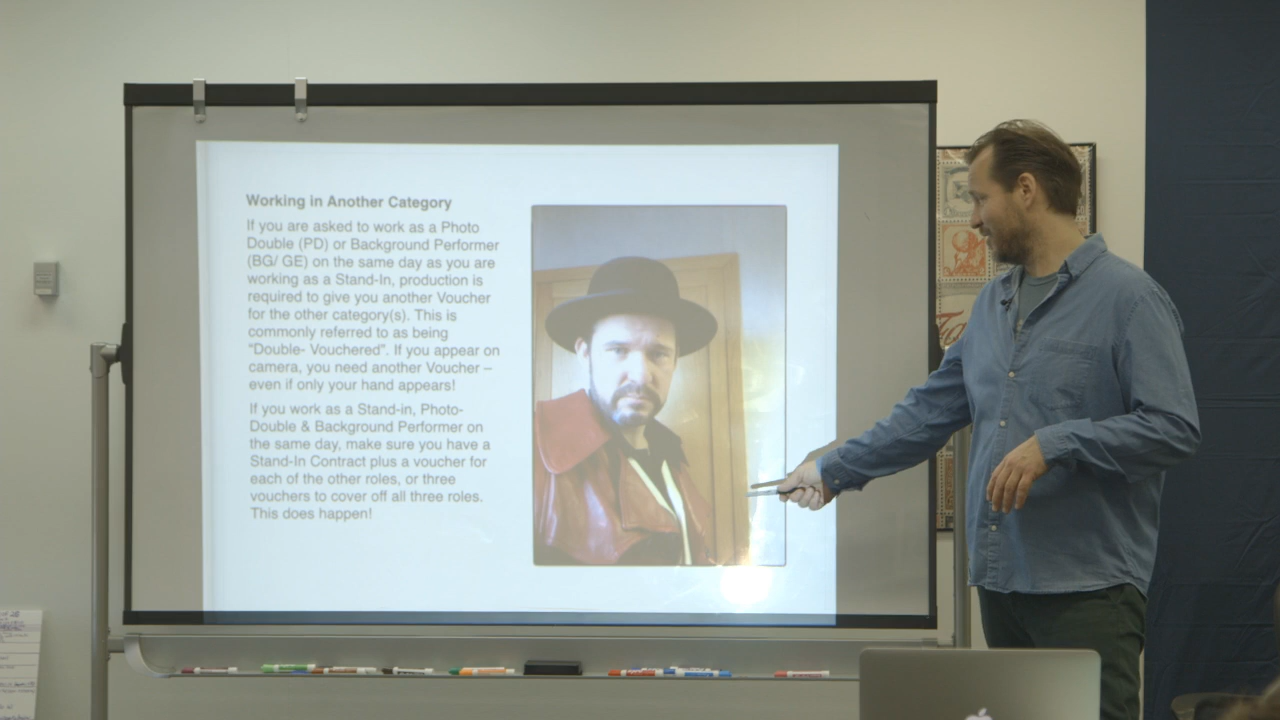 Working in Another Category
If you are asked to work as a Photo
Double (PD) or Background Performer
(BG/ GE) on the same day as you are
working as a Stand-In, production is
required to give you another Voucher
for the other category(s). This is
commonly referred to as being
“Double- Vouchered”. If you appear on
camera, you need another Voucher –
even if only your hand appears!
If you work as a Stand-in, Photo-
Double & Background Performer on
the same day, make sure you have a
Stand-In Contract plus a voucher for
each of the other roles, or three
vouchers to cover off all three roles.
This does happen!